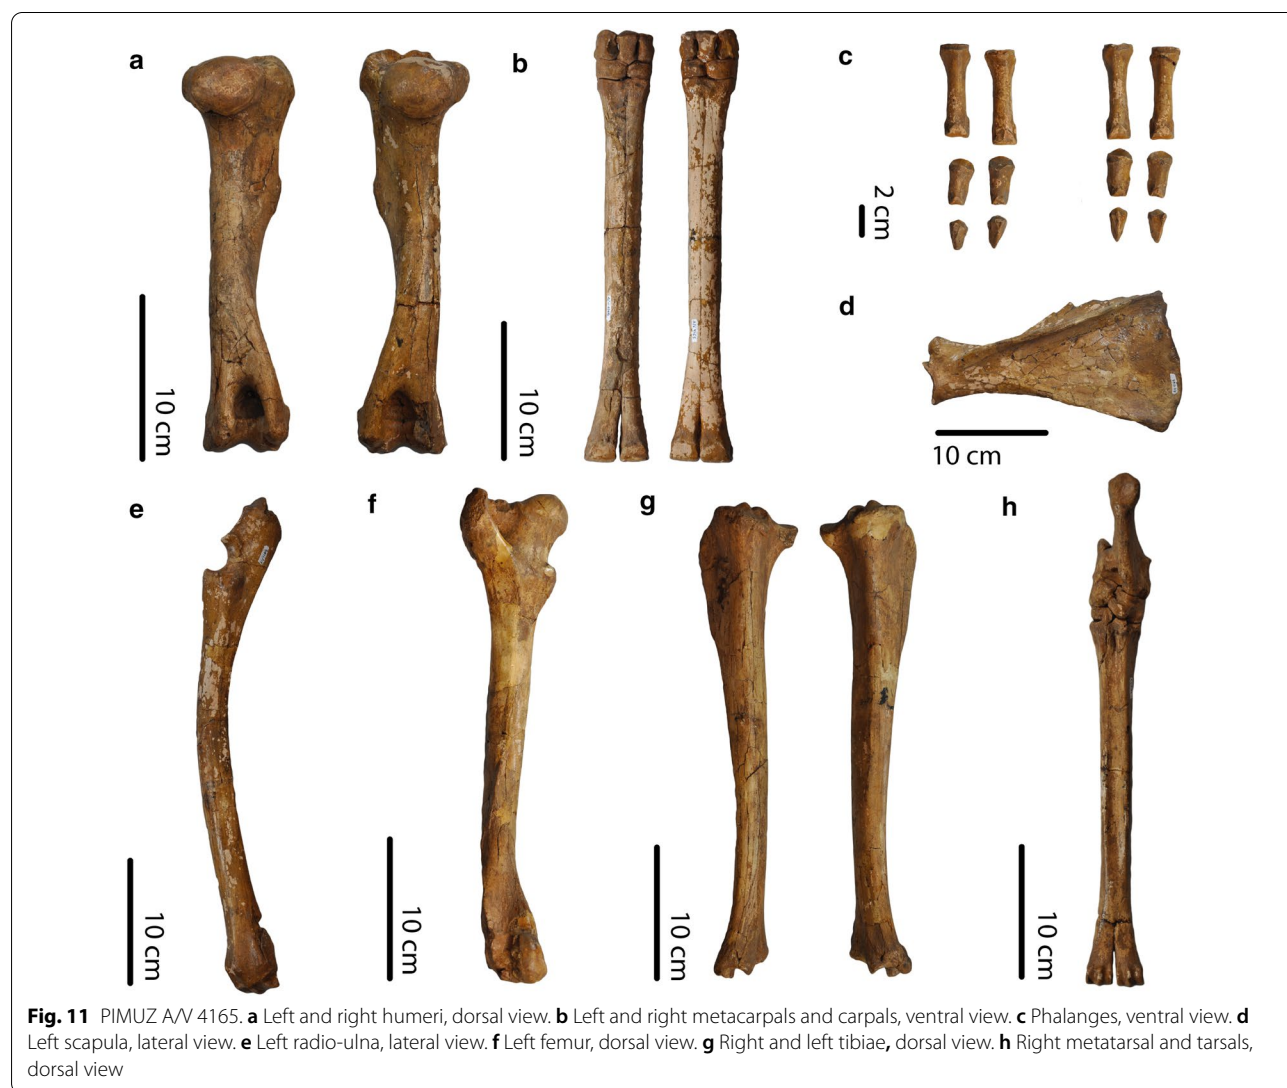 a
b
c
2 cm
10 cm
10 cm
d
10 cm
e
f
g
h
10 cm
10 cm
10 cm
10 cm
Fig. 11 PIMUZ A/V 4165. a Left and right humeri, dorsal view. b Left and right metacarpals and carpals, ventral view. c Phalanges, ventral view. d
Left scapula, lateral view. e Left radio-ulna, lateral view. f Left femur, dorsal view. g Right and left tibiae, dorsal view. h Right metatarsal and tarsals,
dorsal view